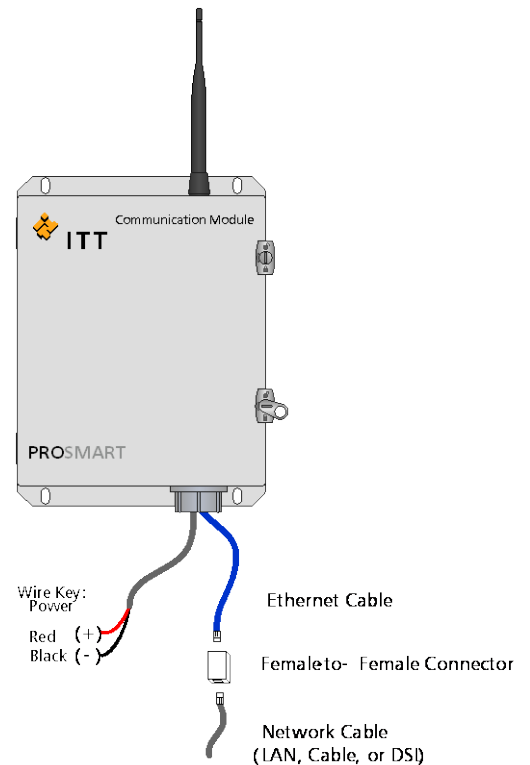 Communication Module
ITT
PROSMART
Wire Key:
Power
Red (+)
Black (-)
Ethernet Cable
Female to- Female Connector
Network Cable
(LAN, Cable, or DSl)